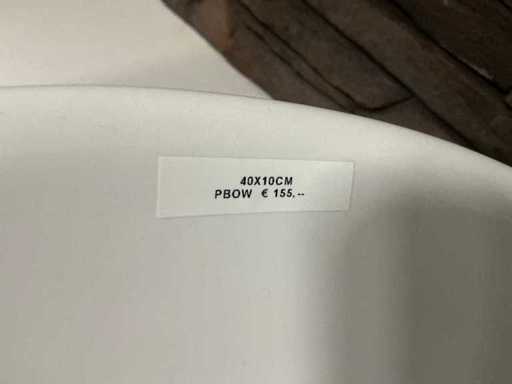 40X10CM
PBOW € 155,--